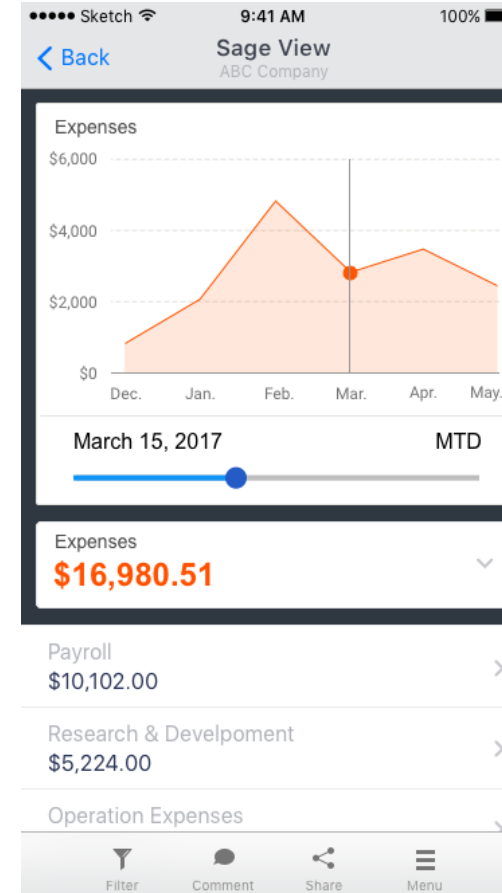 Sketch 9:41 AM 100%
Back Sage View
ABC Company
Expenses
$6,000
$4,000
$2,000
$0
Dec. Jan. Feb. Mar. Apr. May.
March 15, 2017 MTD
Expenses
$16,980.51
Payroll
$10,102.00
Research & Develpoment
$5,224.00
Operation Expenses
Filter Comment Share Menu